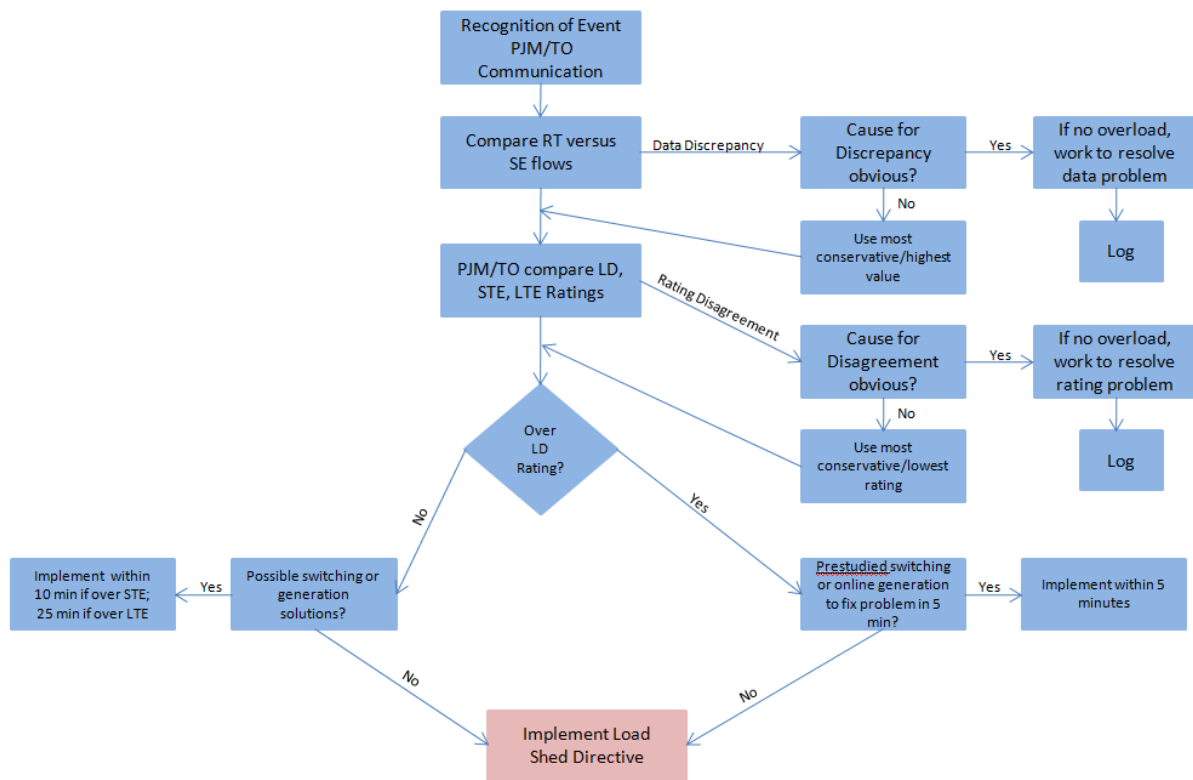 Recognition of Event
PJM/TO
Communication
Compare RT versus
SE flows
Data Discrepancy
Cause for
Discrepancy
obvious?
Yes
If no overload,
work to resolve
data problem
No
Use most
conservative/highest
value
Log
PJM/TO compare LD,
STE, LTE Ratings
Rating Disagreement
Cause for
Disagreement
obvious?
Yes
If no overload,
work to resolve
rating problem
No
Use most
conservative/lowest
rating
Log
Over
LD
Rating?
No
Yes
Implement within
10 min if over STE;
25 min if over LTE
Yes
Possible switching or
generation
solutions?
Prestudied switching
or online generation
to fix problem in 5
min?
Yes
Implement within 5
minutes
No
No
Implement Load
Shed Directive